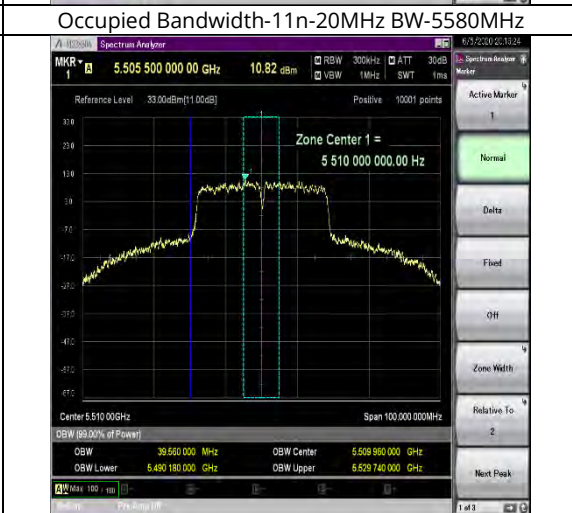 Occupied Bandwidth-11n-20MHz BW-5580MHz
Spectrum Analyzer
MKR 1 5.505 500 000 00 GHz 10.82 dBm RBW 300kHz ATT 30dB
VBW 1MHz SWT 1ms
Reference Level 33.00dBm[11.00dB] Positive 10001 points
Zone Center 1 =
5 510 000 000.00 Hz
33.0
23.0
13.0
3.0
-7.0
-17.0
-27.0
-37.0
-47.0
-57.0
-67.0
Center 5.510 00GHz Span 100.000 000MHz
OBW (99.00% of Power)
OBW 39.560 000 MHz OBW Center 5.509 960 000 GHz
OBW Lower 5.490 180 000 GHz OBW Upper 5.529 740 000 GHz
Max 100 / 100
Pre-Amp Off
Spectrum Analyzer
Marker
Active Marker
1
Normal
Delta
Fixed
Off
Zone Width
Relative To
2
Next Peak
1 of 3